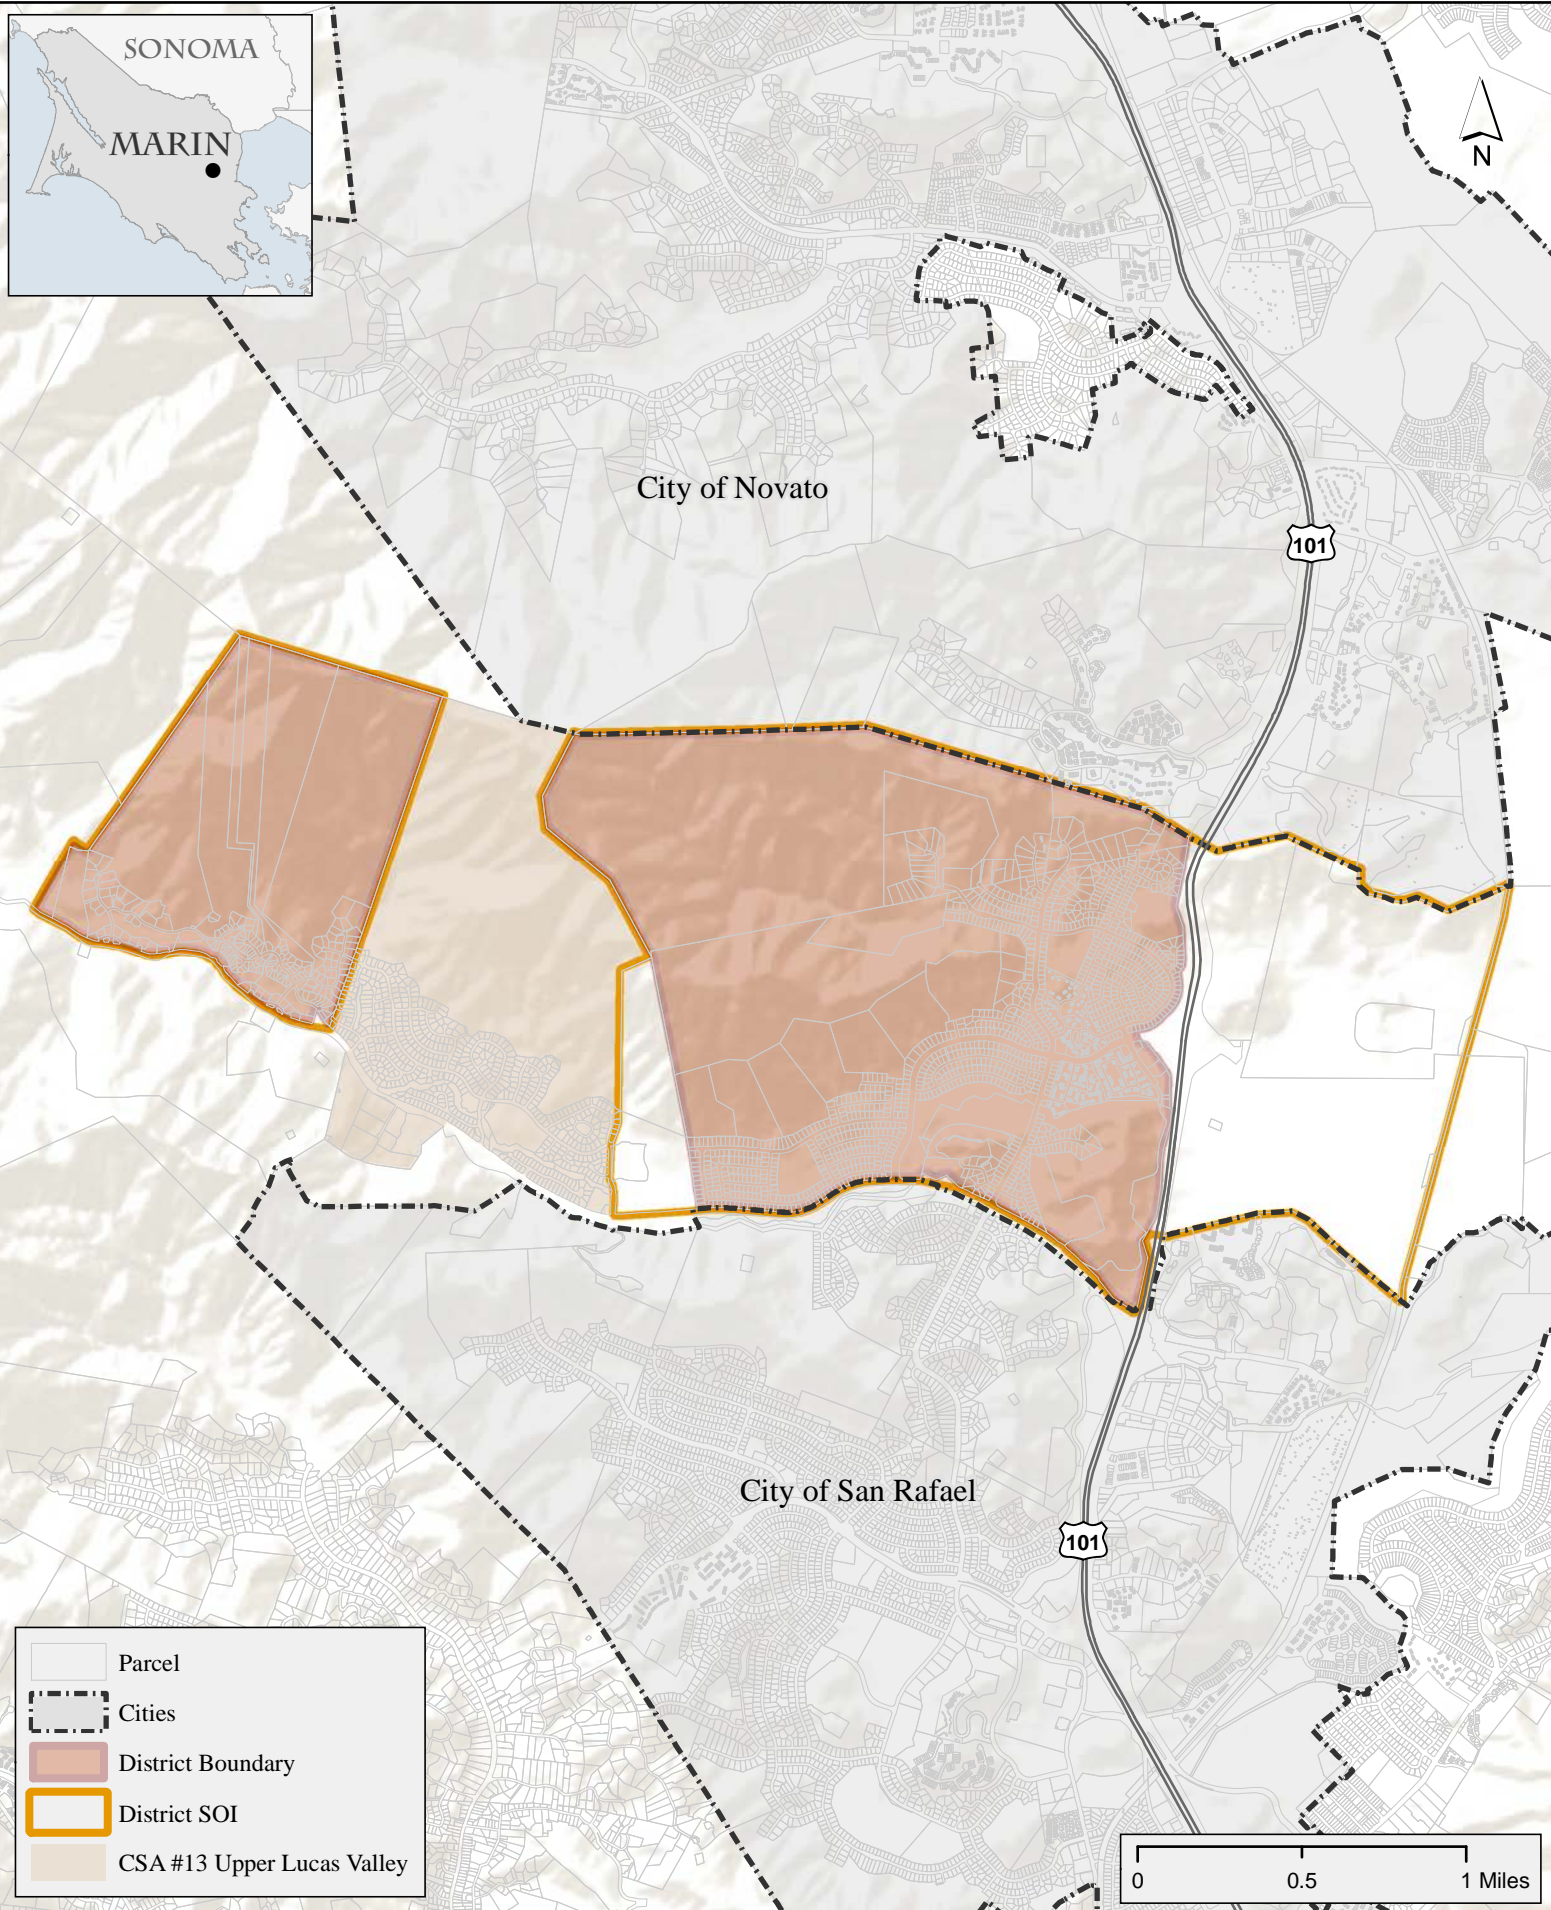 SONOMA
MARIN
N
City of Novato
101
City of San Rafael
101
Parcel
Cities
District Boundary
District SOI
CSA #13 Upper Lucas Valley
0 0.5 1 Miles